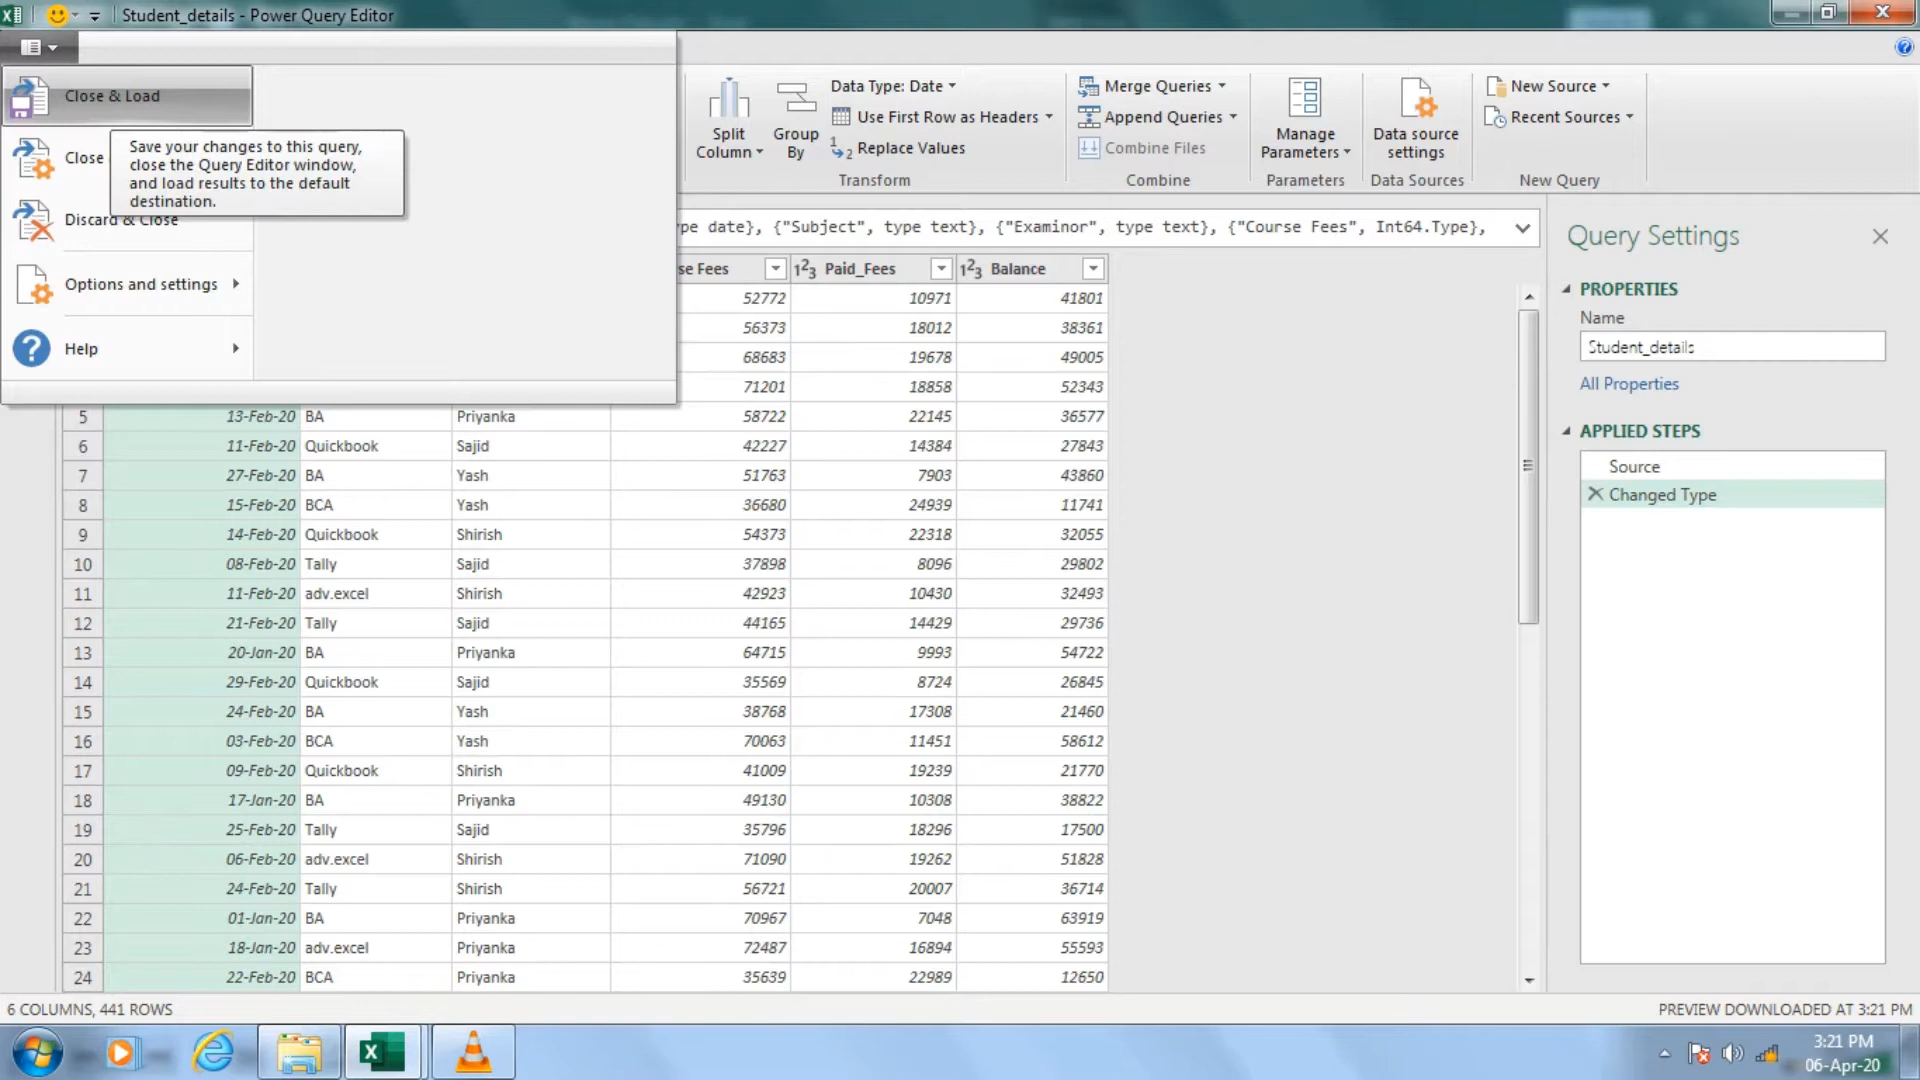 Student_details - Power Query Editor
Close & Load
Close
Save your changes to this query,
close the Query Editor window,
and load results to the default
destination.
Discard & Close
Options and settings
Help
Split
Column
Group
By
Data Type: Date
Use First Row as Headers
Replace Values
Transform
Merge Queries
Append Queries
Combine Files
Combine
Manage
Parameters
Parameters
Data source
settings
Data Sources
New Source
Recent Sources
New Query
pe date}, {"Subject", type text}, {"Examinor", type text}, {"Course Fees", Int64.Type},
se Fees 123 Paid_Fees 123 Balance
52772 10971 41801
56373 18012 38361
68683 19678 49005
71201 18858 52343
5 13-Feb-20 BA Priyanka 58722 22145 36577
6 11-Feb-20 Quickbook Sajid 42227 14384 27843
7 27-Feb-20 BA Yash 51763 7903 43860
8 15-Feb-20 BCA Yash 36680 24939 11741
9 14-Feb-20 Quickbook Shirish 54373 22318 32055
10 08-Feb-20 Tally Sajid 37898 8096 29802
11 11-Feb-20 adv.excel Shirish 42923 10430 32493
12 21-Feb-20 Tally Sajid 44165 14429 29736
13 20-Jan-20 BA Priyanka 64715 9993 54722
14 29-Feb-20 Quickbook Sajid 35569 8724 26845
15 24-Feb-20 BA Yash 38768 17308 21460
16 03-Feb-20 BCA Yash 70063 11451 58612
17 09-Feb-20 Quickbook Shirish 41009 19239 21770
18 17-Jan-20 BA Priyanka 49130 10308 38822
19 25-Feb-20 Tally Sajid 35796 18296 17500
20 06-Feb-20 adv.excel Shirish 71090 19262 51828
21 24-Feb-20 Tally Shirish 56721 20007 36714
22 01-Jan-20 BA Priyanka 70967 7048 63919
23 18-Jan-20 adv.excel Priyanka 72487 16894 55593
24 22-Feb-20 BCA Priyanka 35639 22989 12650
Query Settings
PROPERTIES
Name
Student_details
All Properties
APPLIED STEPS
Source
Changed Type
6 COLUMNS, 441 ROWS
PREVIEW DOWNLOADED AT 3:21 PM
3:21 PM
06-Apr-20